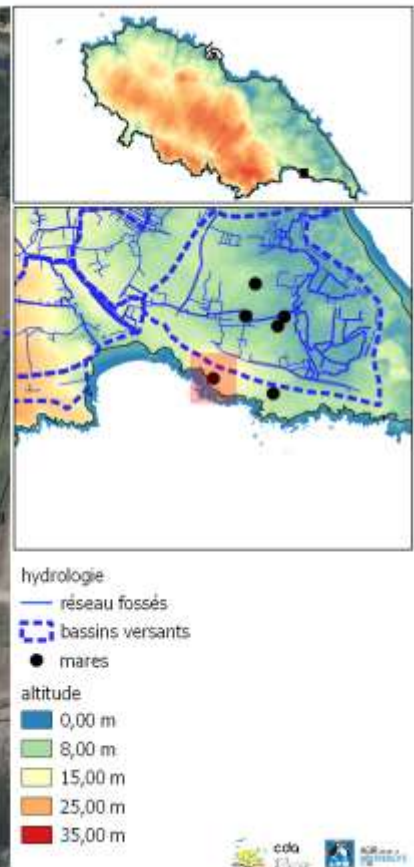 hydrologie
réseau fossés
bassins versants
mares
altitude
0,00 m
8,00 m
15,00 m
25,00 m
35,00 m
cda